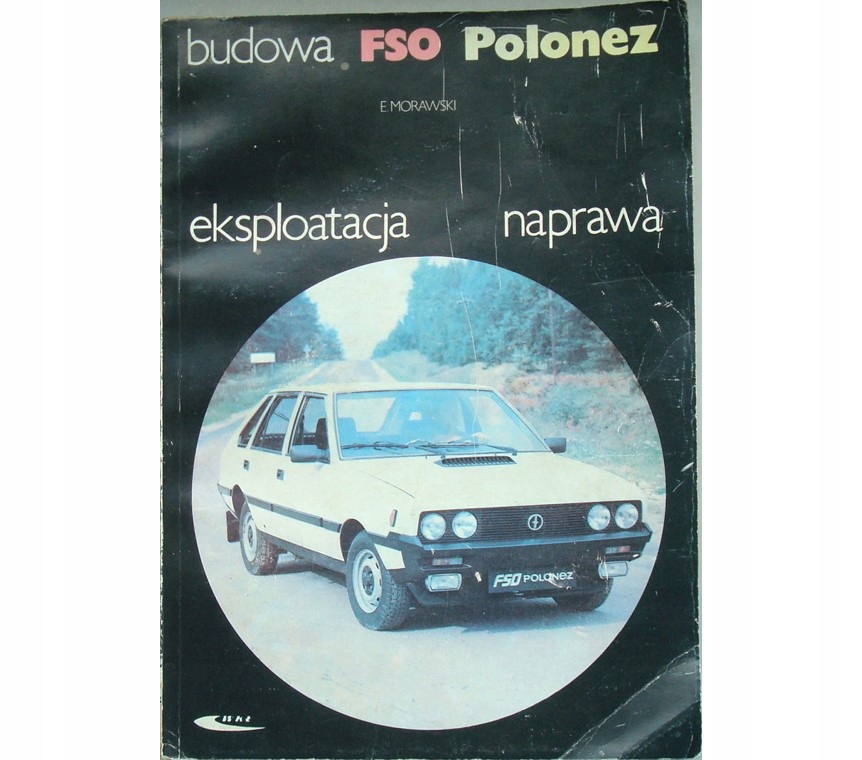 budowa FSO Polonez
E. MORAWSKI
eksploatacja naprawa
FSO POLONEZ